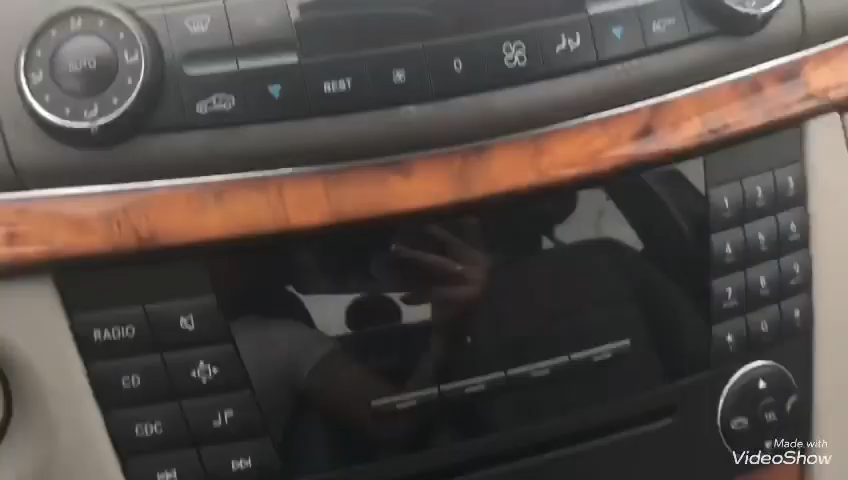 AUTO
REST
0
1 2 3
4 5 6
7 8 9
* 0 #
RADIO
CD
CDC
Made with
VideoShow